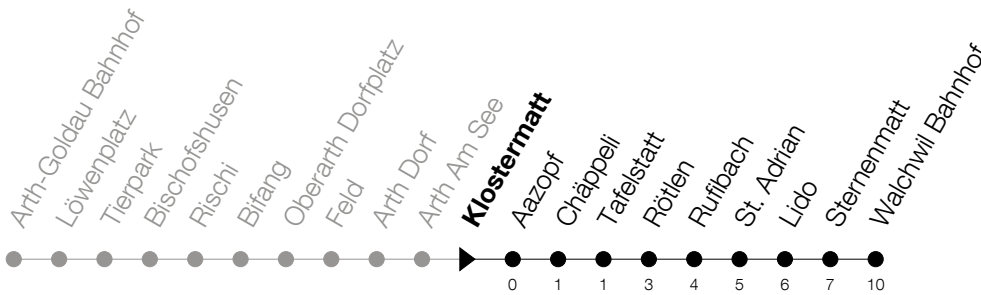 Arth-Goldau Bahnhof
Löwenplatz
Tierpark
Bischofshusen
Rischi
Bifang
Oberarth Dorfplatz
Feld
Arth Dorf
Arth Am See
Klostermatt
Aazopf
Chäppeli
Tafelstatt
Rötlen
Rufibach
St. Adrian
Lido
Sternenmatt
Walchwil Bahnhof
0 1 1 3 4 5 6 7 10